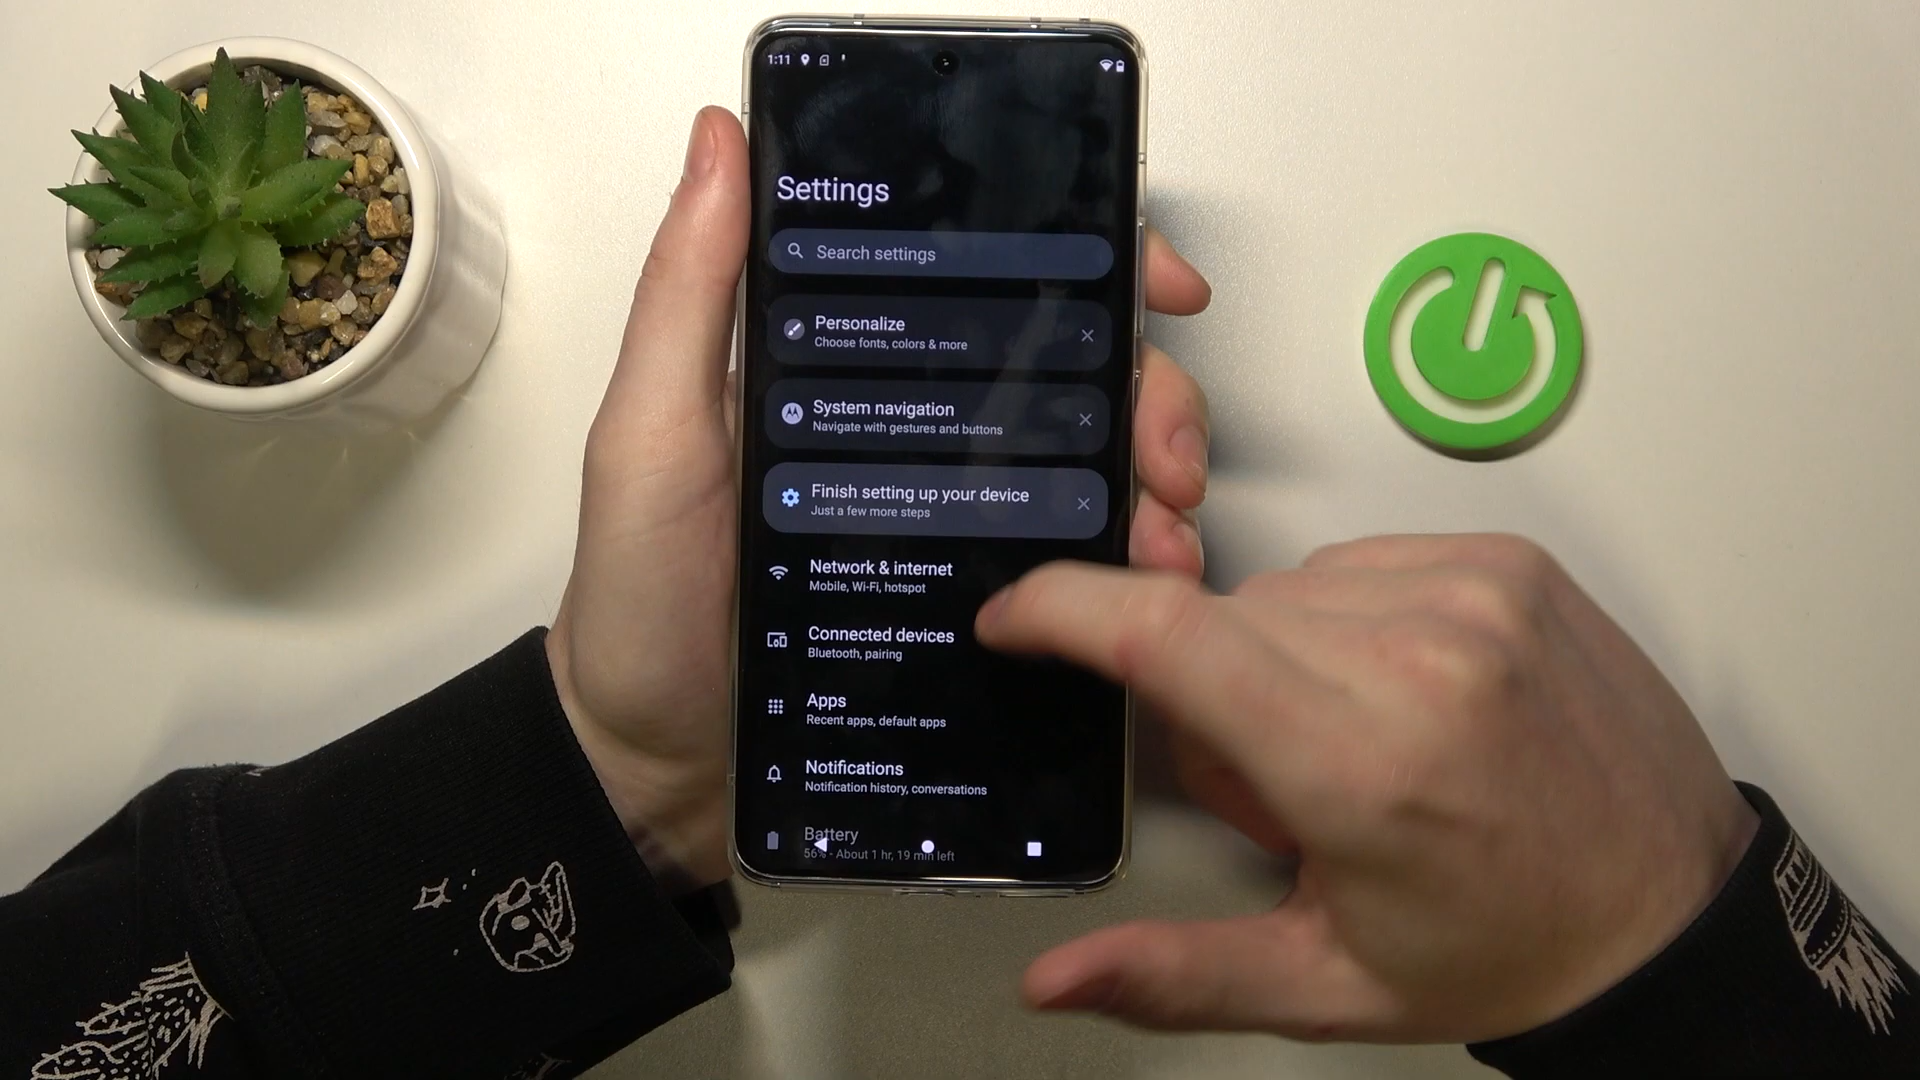 1:11
Settings
Search settings
Personalize
Choose fonts, colors & more
System navigation
Navigate with gestures and buttons
Finish setting up your device
Just a few more steps
Network & internet
Mobile, Wi-Fi, hotspot
Connected devices
Bluetooth, pairing
Apps
Recent apps, default apps
Notifications
Notification history, conversations
Battery
56% - About 1 hr, 19 min left